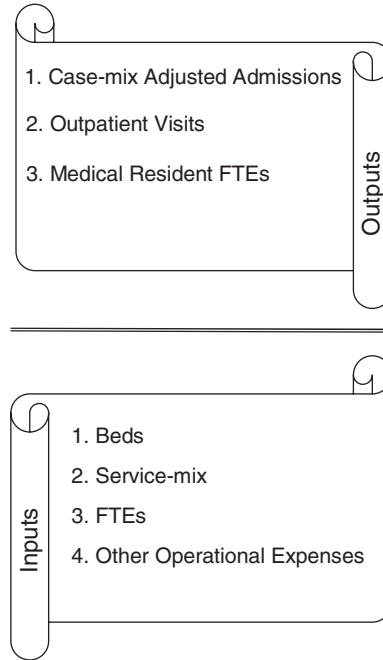 1. Case-mix Adjusted Admissions
2. Outpatient Visits
3. Medical Resident FTEs
Outputs
1. Beds
2. Service-mix
3. FTEs
4. Other Operational Expenses
Inputs